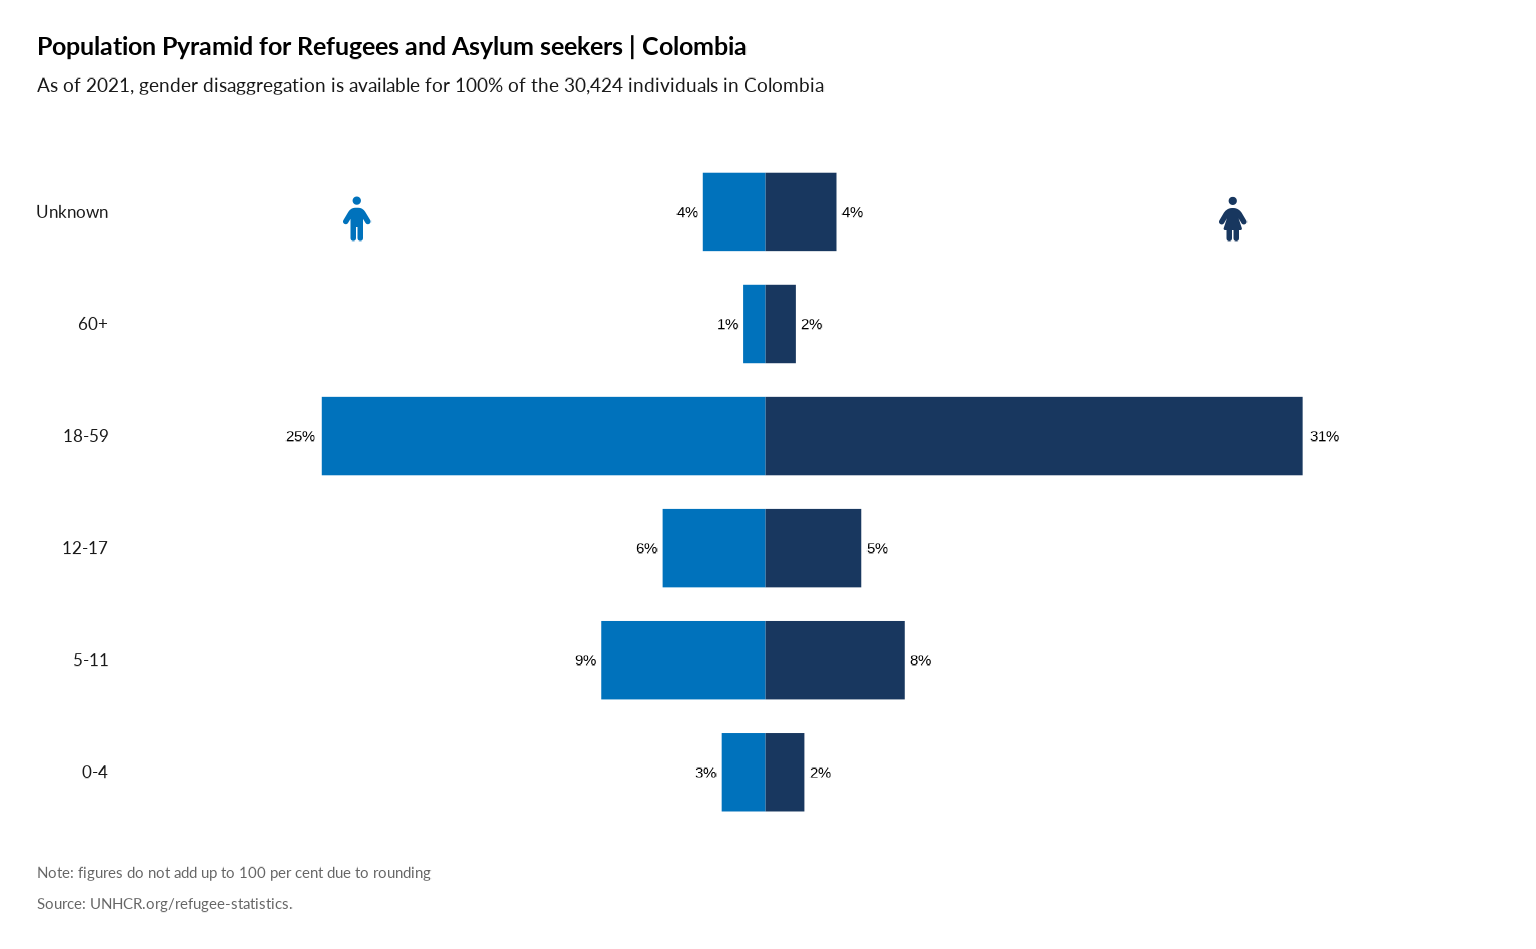 Population Pyramid for Refugees and Asylum seekers | Colombia
As of 2021, gender disaggregation is available for 100% of the 30,424 individuals in Colombia
Unknown 4% 4%
60+ 1% 2%
18-59 25% 31%
12-17 6% 5%
5-11 9% 8%
0-4 3% 2%
Note: figures do not add up to 100 per cent due to rounding
Source: UNHCR.org/refugee-statistics.